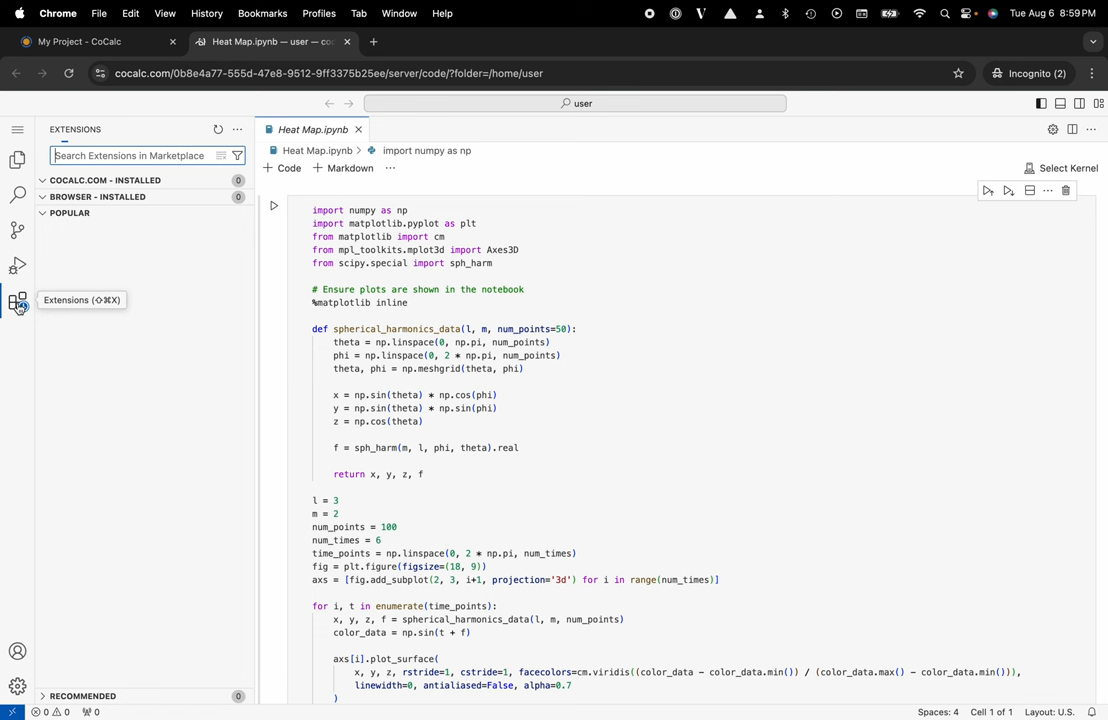 Chrome File Edit View History Bookmarks Profiles Tab Window Help Tue Aug 6 8:59 PM
My Project - CoCalc
Heat Map.ipynb — user — co
cocalc.com/0b8e4a77-555d-47e8-9512-9ff3375b25ee/server/code/?folder=/home/user
Incognito (2)
user
EXTENSIONS
Search Extensions in Marketplace
COCALC.COM - INSTALLED 0
BROWSER - INSTALLED 0
POPULAR
Extensions (⇧⌘X)
RECOMMENDED 0
Heat Map.ipynb
Heat Map.ipynb > import numpy as np
+ Code + Markdown ...
Select Kernel
import numpy as np
import matplotlib.pyplot as plt
from matplotlib import cm
from mpl_toolkits.mplot3d import Axes3D
from scipy.special import sph_harm
# Ensure plots are shown in the notebook
%matplotlib inline
def spherical_harmonics_data(l, m, num_points=50):
theta = np.linspace(0, np.pi, num_points)
phi = np.linspace(0, 2 * np.pi, num_points)
theta, phi = np.meshgrid(theta, phi)
x = np.sin(theta) * np.cos(phi)
y = np.sin(theta) * np.sin(phi)
z = np.cos(theta)
f = sph_harm(m, l, phi, theta).real
return x, y, z, f
l = 3
m = 2
num_points = 100
num_times = 6
time_points = np.linspace(0, 2 * np.pi, num_times)
fig = plt.figure(figsize=(18, 9))
axs = [fig.add_subplot(2, 3, i+1, projection='3d') for i in range(num_times)]
for i, t in enumerate(time_points):
x, y, z, f = spherical_harmonics_data(l, m, num_points)
color_data = np.sin(t + f)
axs[i].plot_surface(
x, y, z, rstride=1, cstride=1, facecolors=cm.viridis((color_data - color_data.min()) / (color_data.max() - color_data.min())),
linewidth=0, antialiased=False, alpha=0.7
)
0 0 0 Spaces: 4 Cell 1 of 1 Layout: U.S.